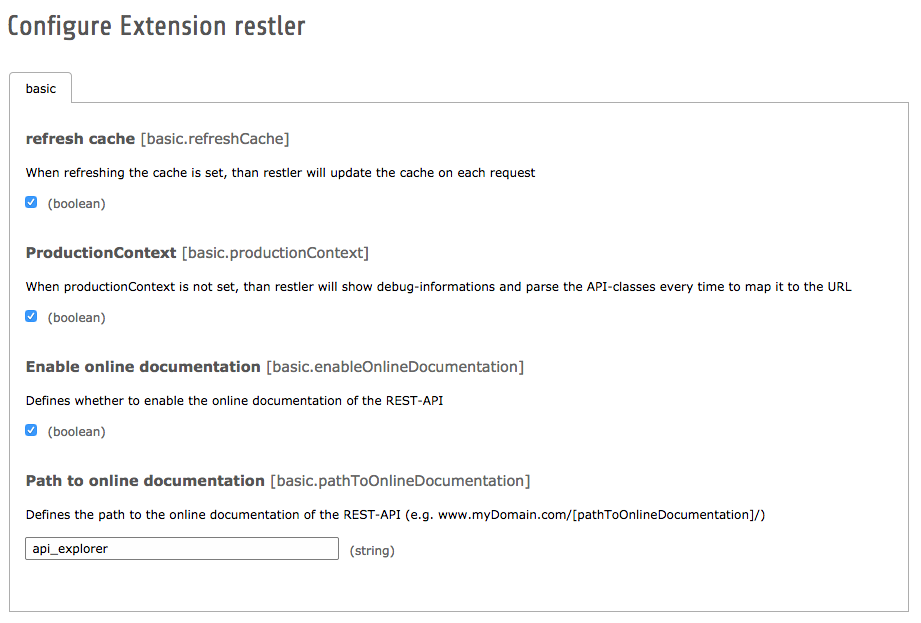 Configure Extension restler
basic
refresh cache [basic.refreshCache]
When refreshing the cache is set, than restler will update the cache on each request
(boolean)
ProductionContext [basic.productionContext]
When productionContext is not set, than restler will show debug-informations and parse the API-classes every time to map it to the URL
(boolean)
Enable online documentation [basic.enableOnlineDocumentation]
Defines whether to enable the online documentation of the REST-API
(boolean)
Path to online documentation [basic.pathToOnlineDocumentation]
Defines the path to the online documentation of the REST-API (e.g. www.myDomain.com/[pathToOnlineDocumentation]/)
api_explorer (string)